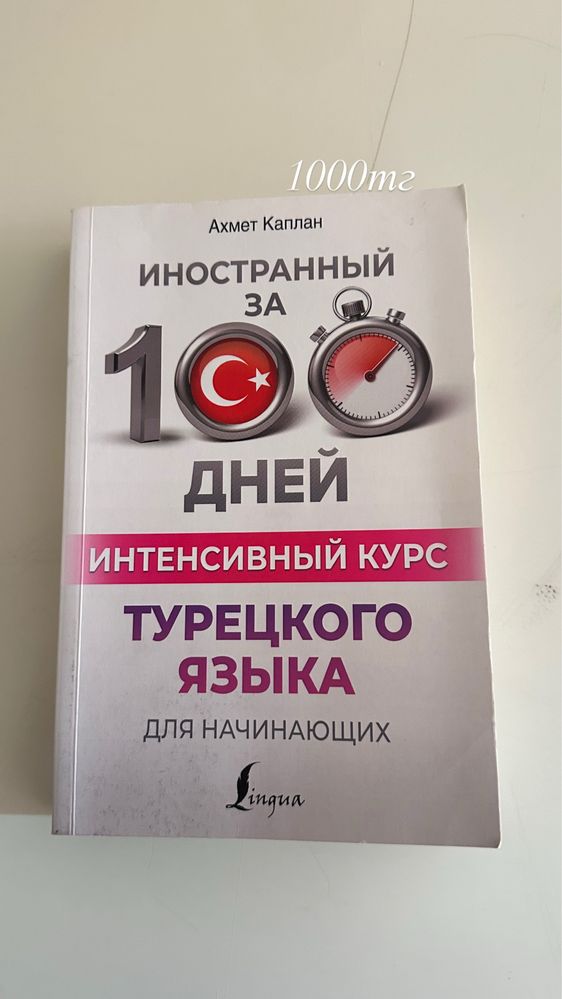 1000тг
Ахмет Каплан
ИНОСТРАННЫЙ
ЗА
100
ДНЕЙ
ИНТЕНСИВНЫЙ КУРС
ТУРЕЦКОГО
ЯЗЫКА
ДЛЯ НАЧИНАЮЩИХ
Lingua